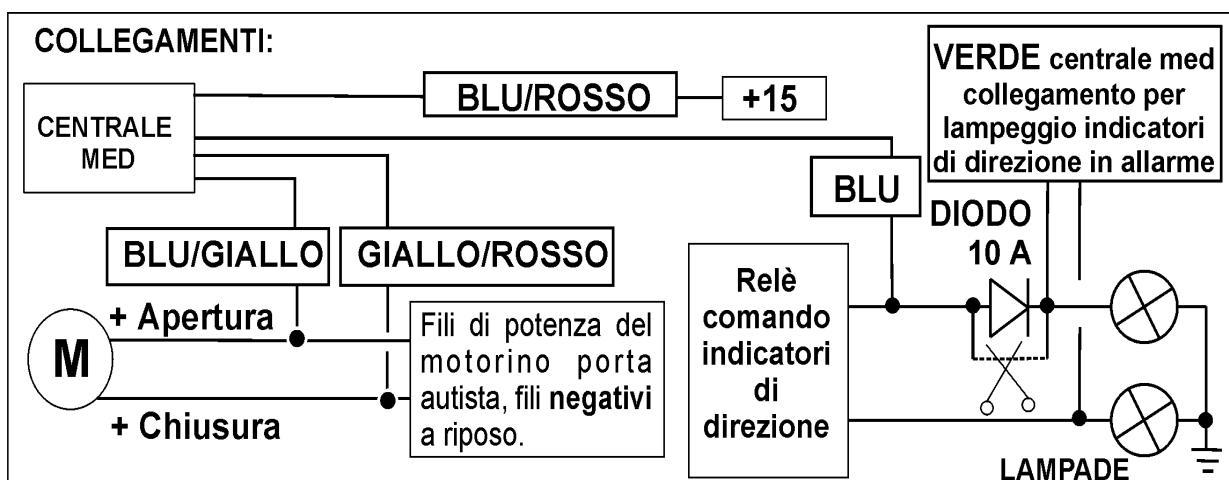 COLLEGAMENTI:
CENTRALE
MED
BLU/ROSSO
+15
VERDE centrale med
collegamento per
lampeggio indicatori
di direzione in allarme
BLU
DIODO
10 A
BLU/GIALLO
GIALLO/ROSSO
M
+ Apertura
+ Chiusura
Fili di potenza del
motorino porta
autista, fili negativi
a riposo.
Relè
comando
indicatori
di
direzione
LAMPADE